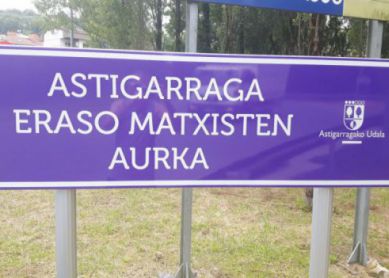 ASTIGARRAGA
ERASO MATXISTEN
AURKA
Astigarragako Udala